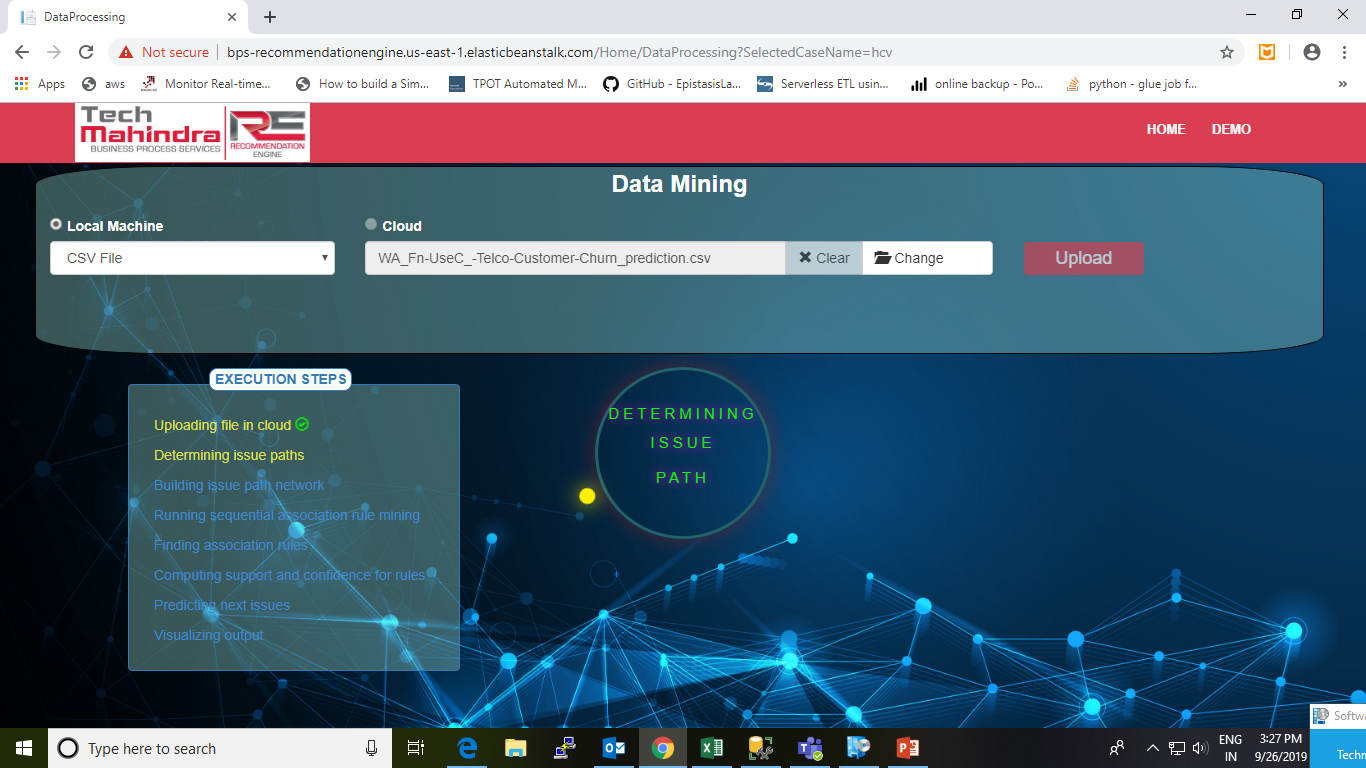 DataProcessing
Not secure bps-recommendationengine.us-east-1.elasticbeanstalk.com/Home/DataProcessing?SelectedCaseName=hcv
Apps aws Monitor Real-time... How to build a Sim... TPOT Automated M... GitHub - EpistasisLa... Serverless ETL usin... online backup - Po... python - glue job f... »
Tech
Mahindra
BUSINESS PROCESS SERVICES
RE
RECOMMENDATION
ENGINE
HOME DEMO
Data Mining
Local Machine Cloud
CSV File WA_Fn-UseC_-Telco-Customer-Churn_prediction.csv Clear Change Upload
EXECUTION STEPS
Uploading file in cloud
Determining issue paths
Building issue path network
Running sequential association rule mining
Finding association rules
Computing support and confidence for rules
Predicting next issues
Visualizing output
DETERMINING
ISSUE
PATH
Softwa
Techn
Type here to search
ENG
IN
3:27 PM
9/26/2019